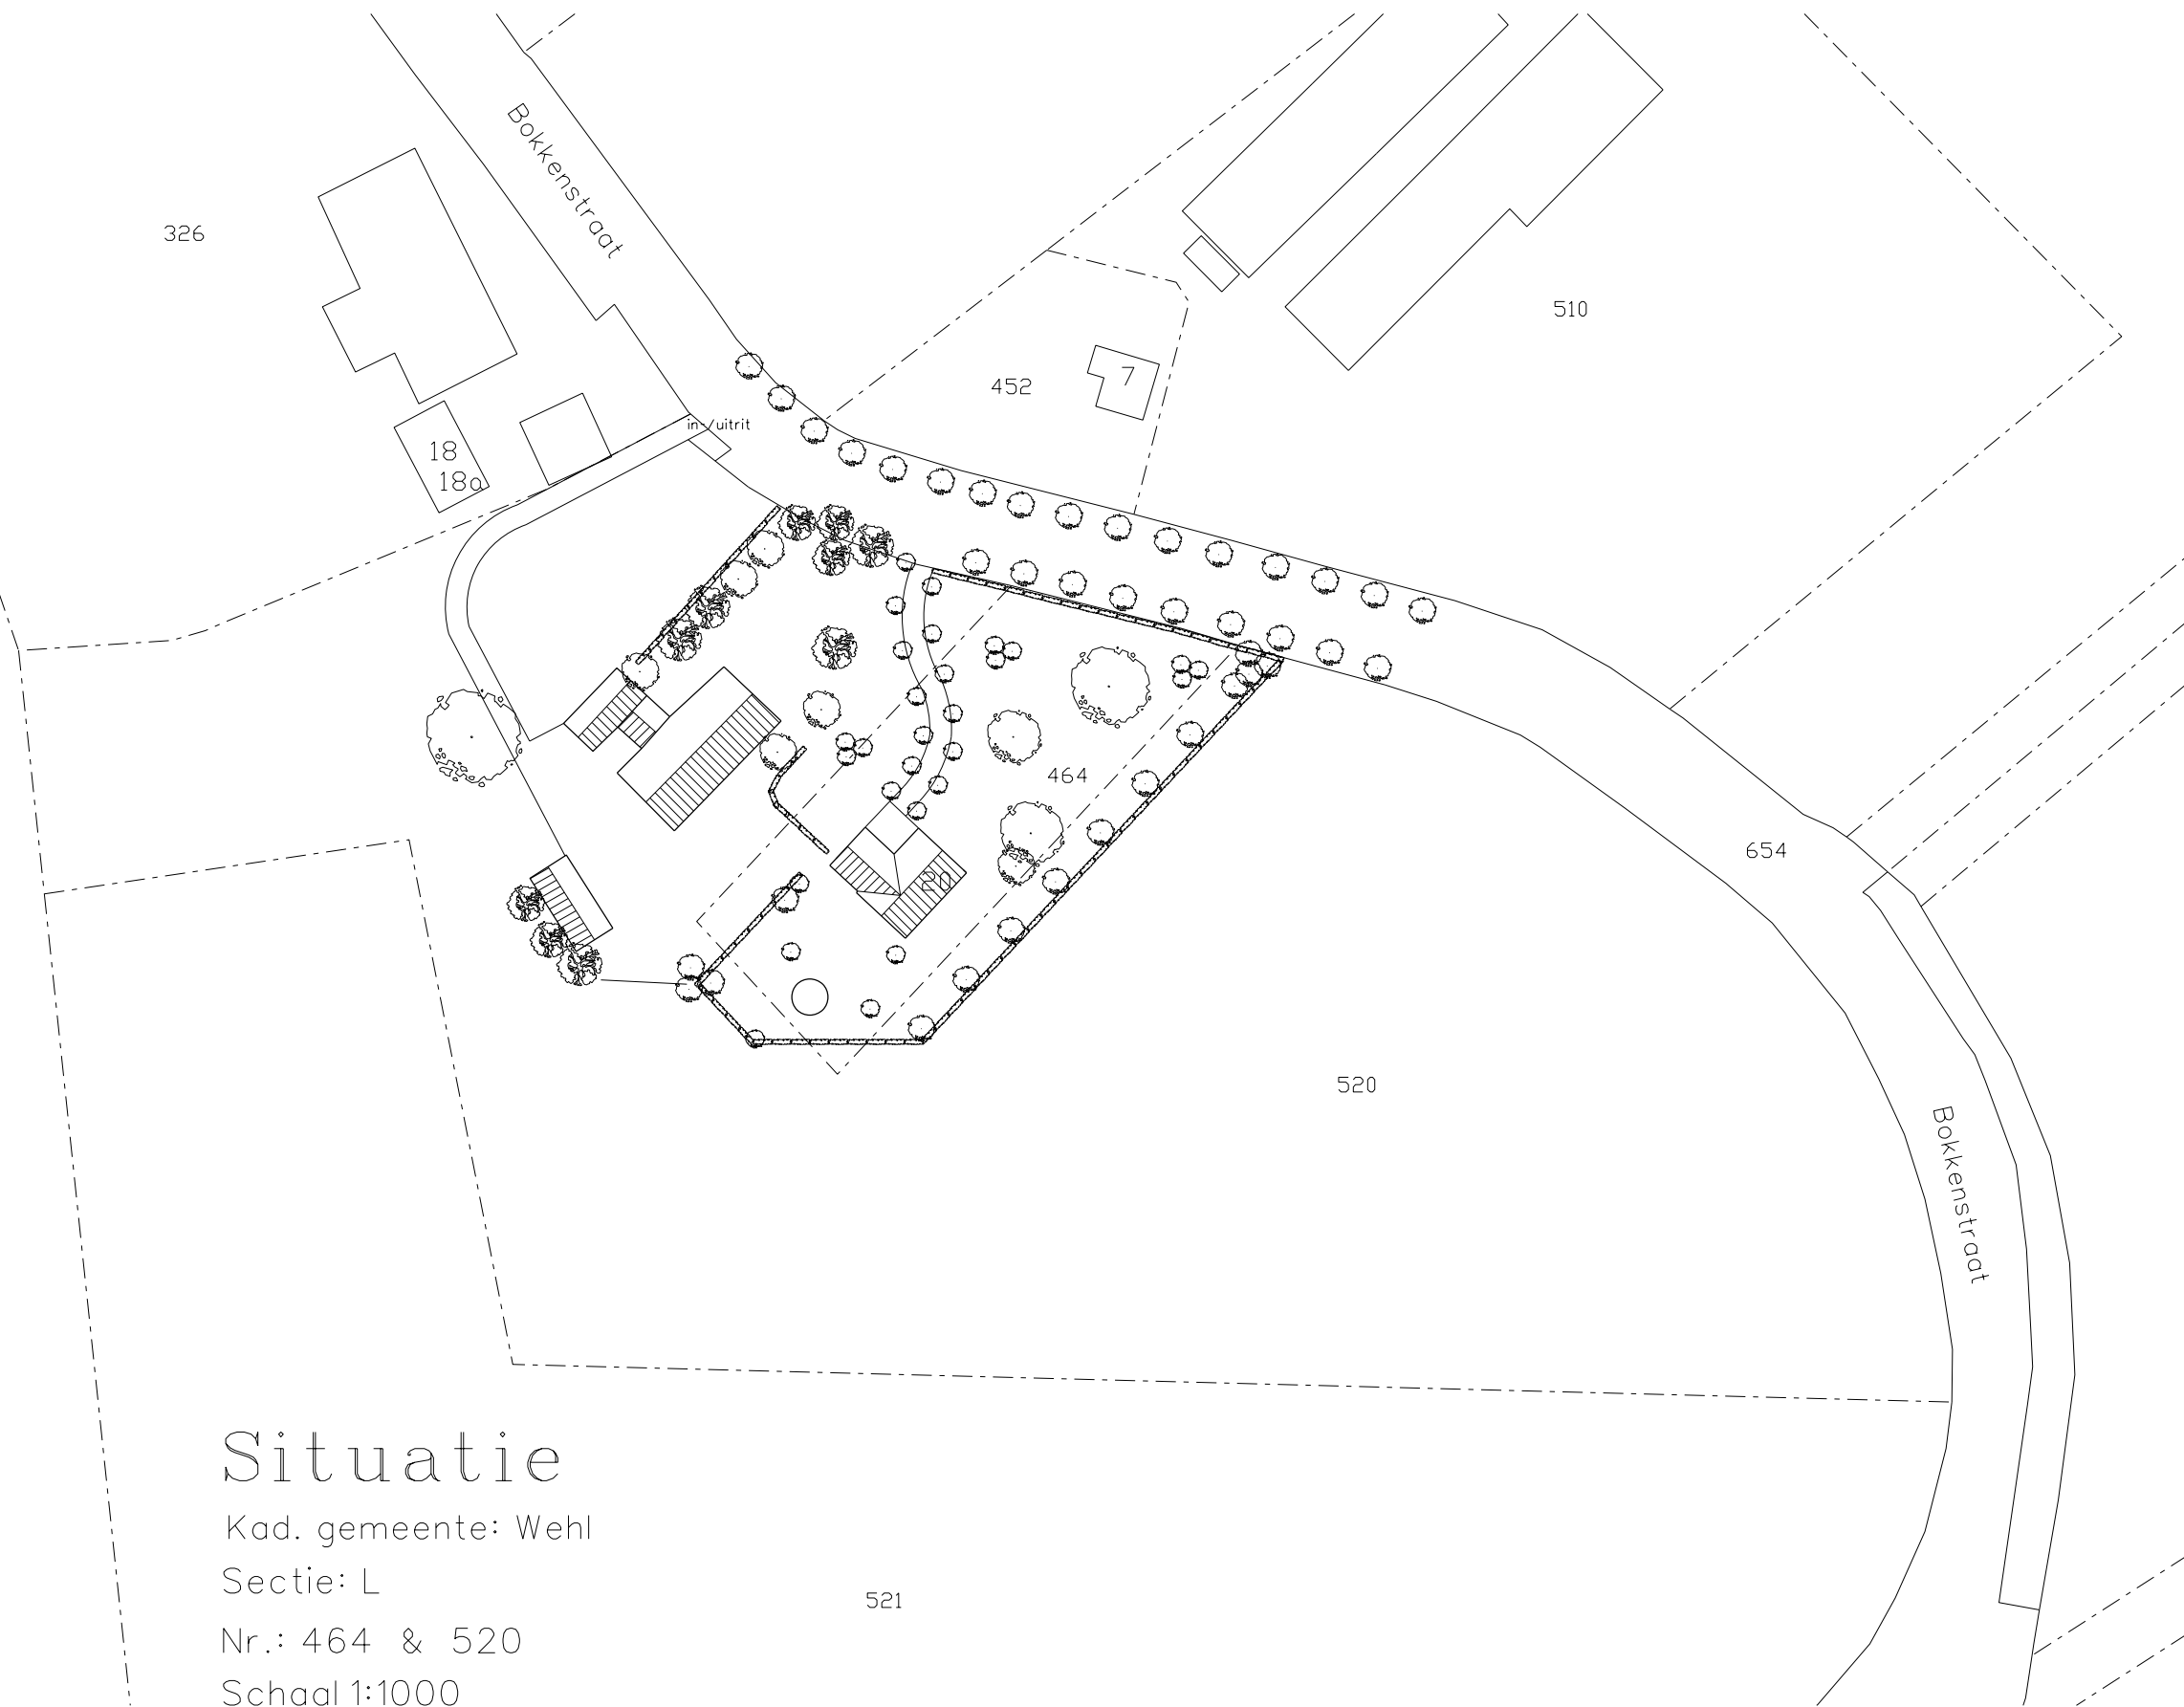 Bokkenstraat
326
510
7
452
in-/uitrit
18
18a
464
654
20
520
Bokkenstraat
Situatie
Kad. gemeente: Wehl
Sectie: L
521
Nr.: 464 & 520
Schaal 1:1000